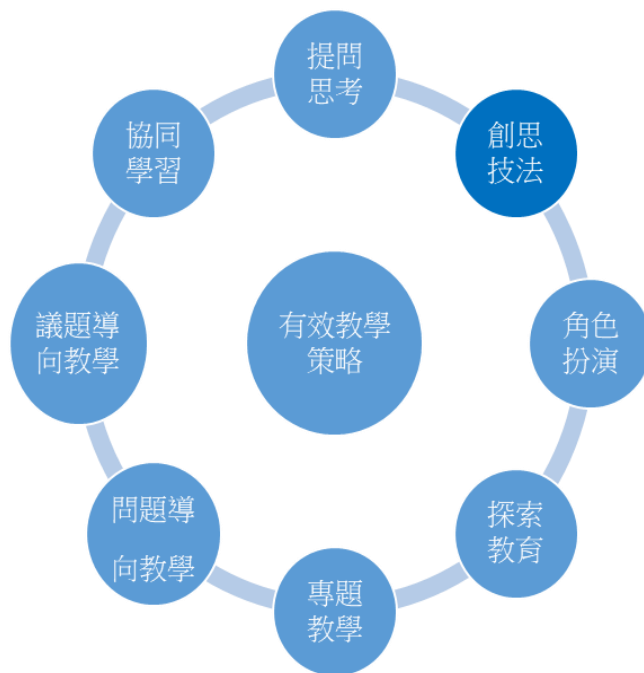 提問
思考
創思
技法
角色
扮演
探索
教育
專題
教學
問題導
向教學
議題導
向教學
協同
學習
有效教學
策略